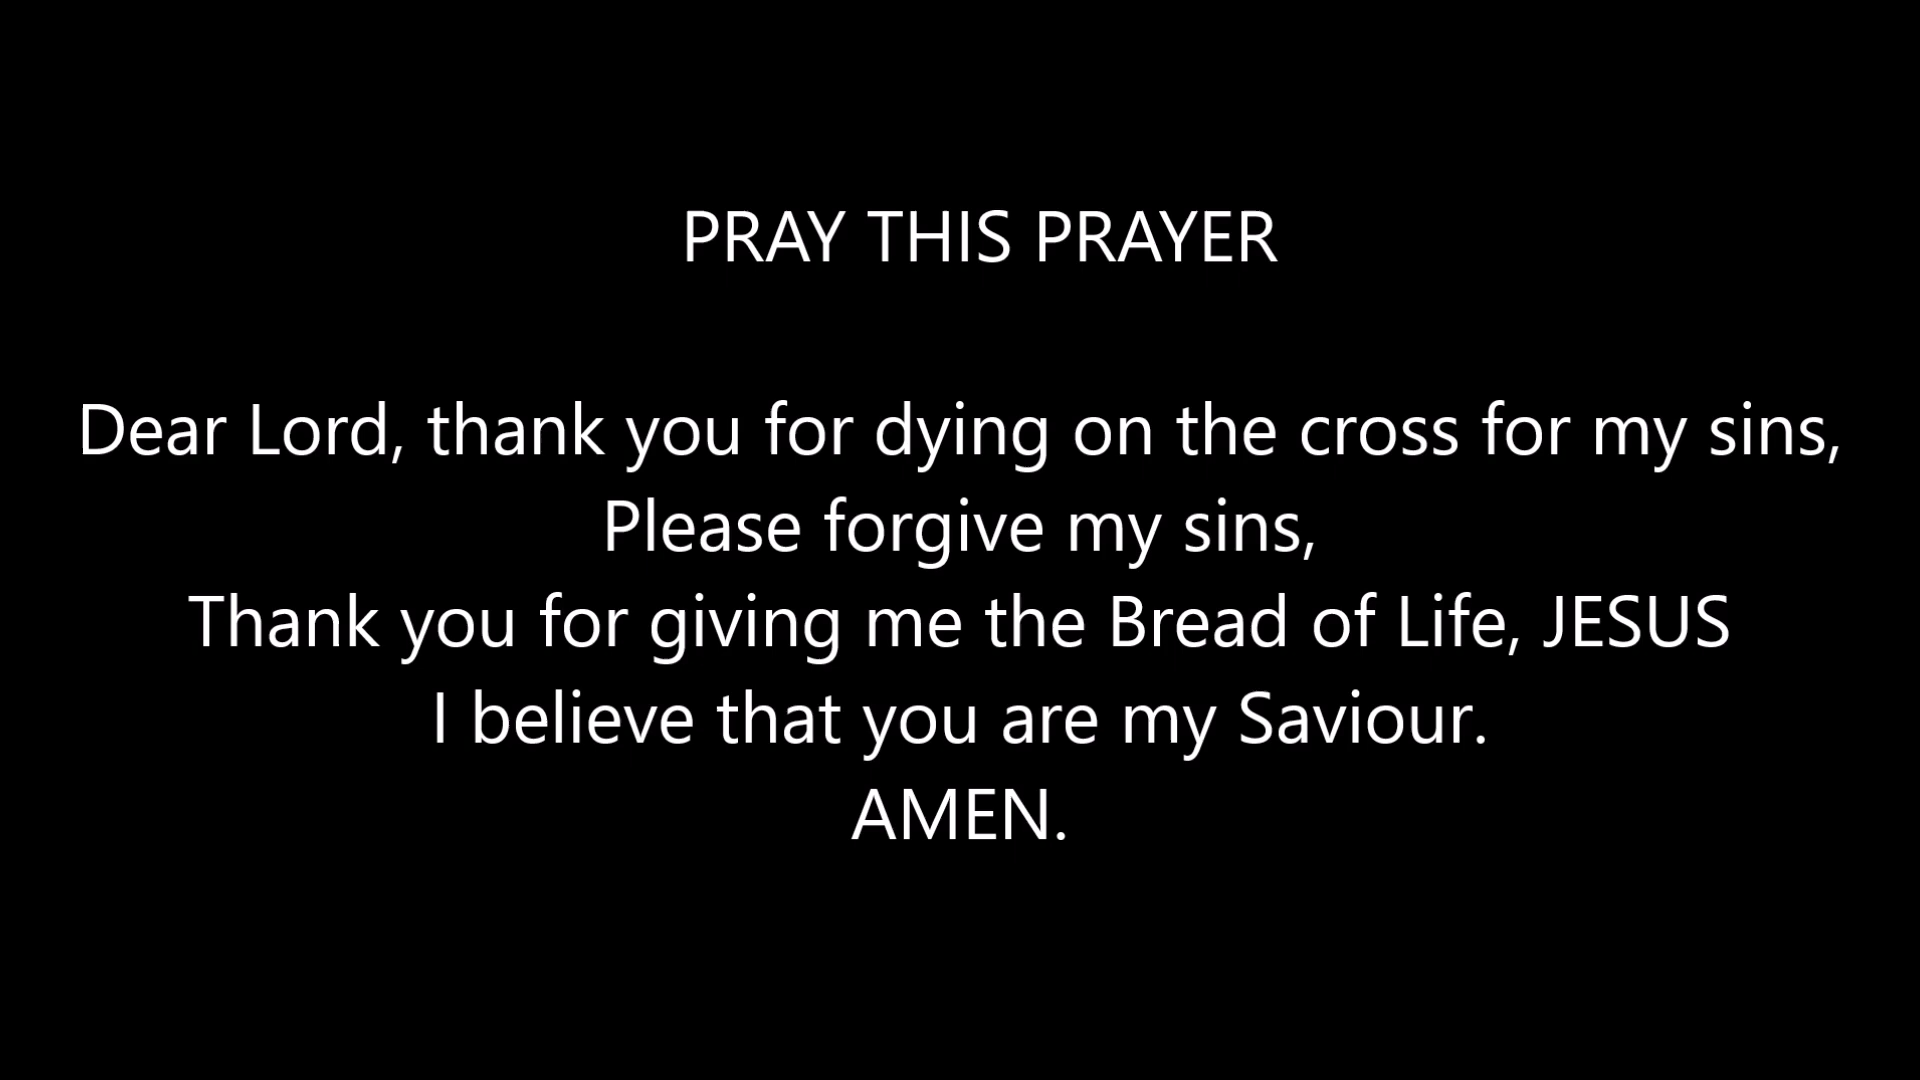 PRAY THIS PRAYER
Dear Lord, thank you for dying on the cross for my sins,
Please forgive my sins,
Thank you for giving me the Bread of Life, JESUS
I believe that you are my Saviour.
AMEN.